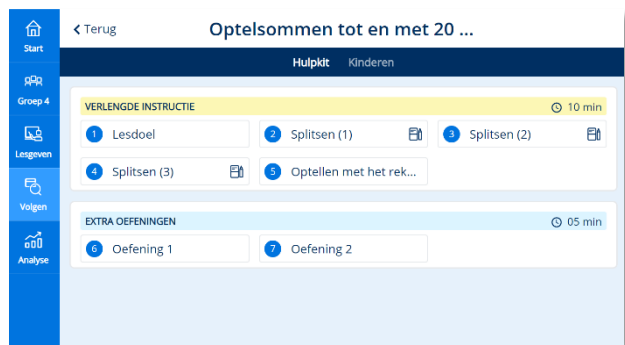 Start
Groep 4
Lesgeven
Volgen
Analyse
Terug
Optelsommen tot en met 20 ...
Hulpkit Kinderen
VERLENGDE INSTRUCTIE 10 min
1 Lesdoel 2 Splitsen (1) 3 Splitsen (2)
4 Splitsen (3) 5 Optellen met het rek...
EXTRA OEFENINGEN 05 min
6 Oefening 1 7 Oefening 2